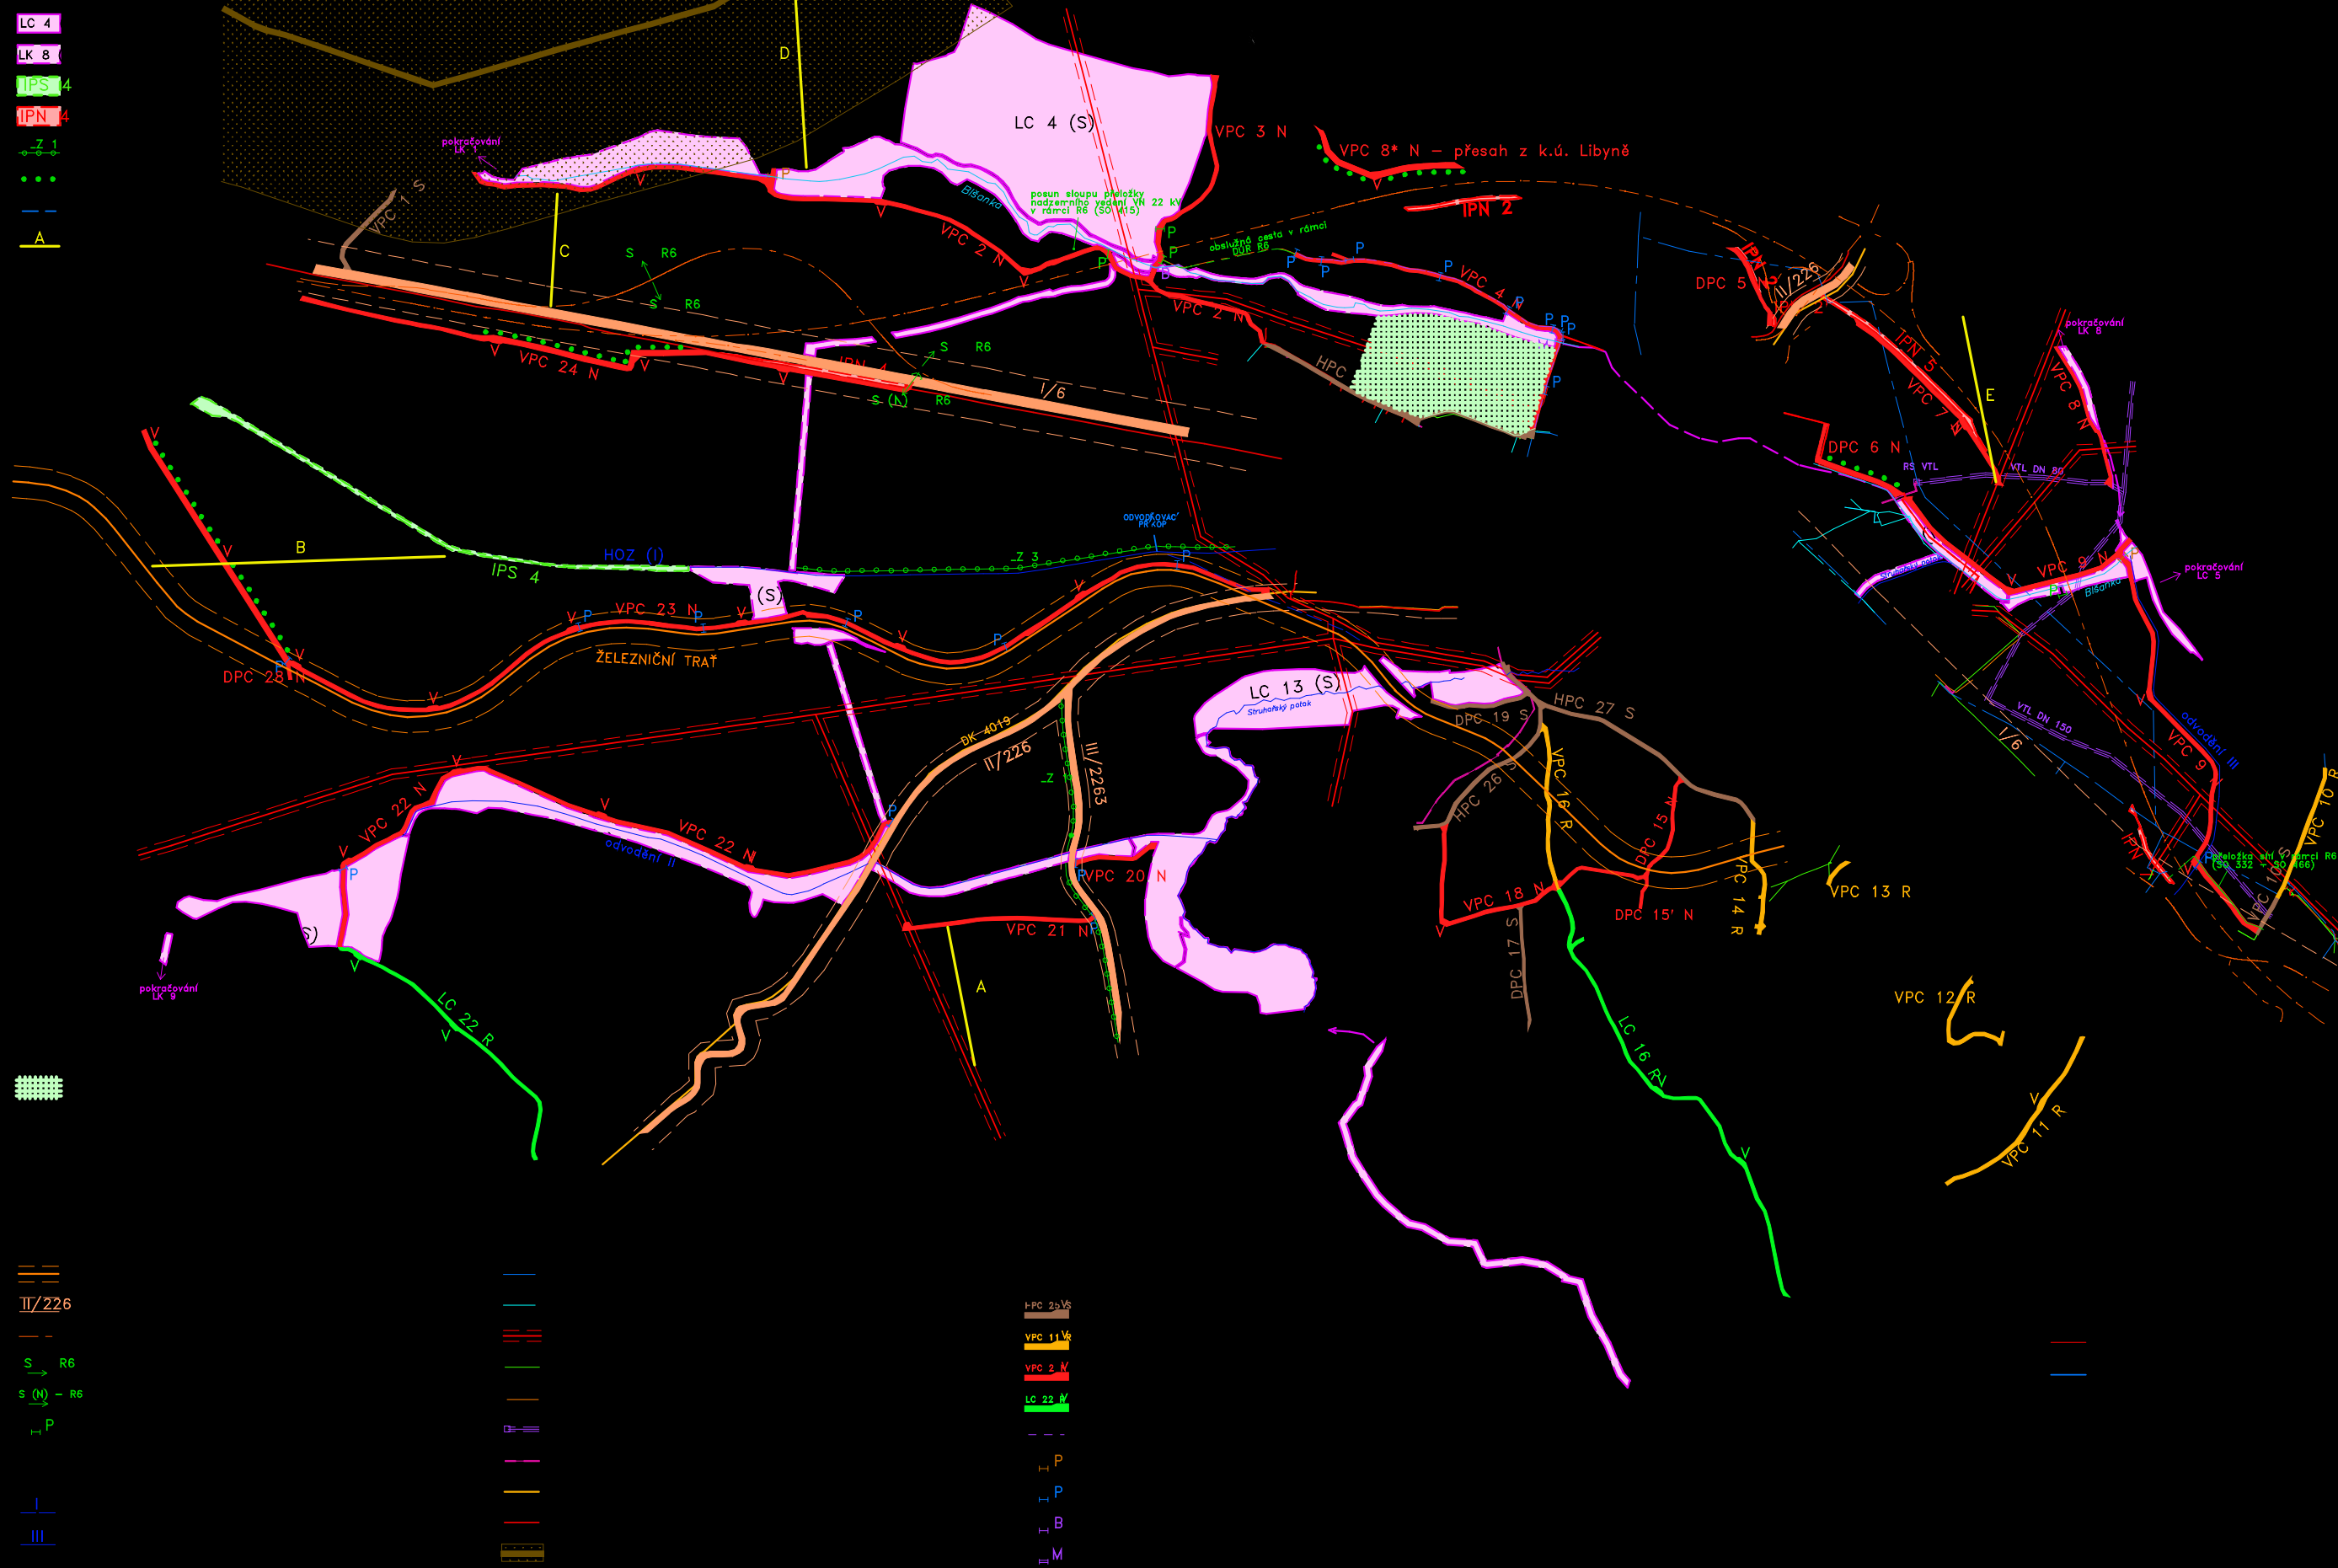 LC 4
LK 8
IPS 4
IPN 4
Z 1
A
D
LC 4 (S)
VPC 3 N
VPC 8* N – přesah z k.ú. Libyně
IPN 2
pokračování
VPC 1 S
V
P
V
Blšanka
posun sloupu přeložky
nadzemního vedení VN 22 kV
v rámci R6 (SO 415)
obslužná cesta v rámci
DÚR R6
VPC 2 N
V
P
P
P
B
C
S R6
S R6
VPC 4 N
P
P
P
P
P
VPC 2 N
V
HPC
DPC 5 N
IPN 3
II/226
IPN 3
VPC 7 N
E
pokračování
LK 8
VPC 8 N
VPC 24 N
V
V
V
IPN 4
S R6
S (N) R6
I/6
DPC 6 N
RS VTL
VTL DN 80
V
V
B
HOZ (I)
IPS 4
Z 3
ODVODŇOVACÍ
PŘÍKOP
P
VPC 9 N
V
P
Blšanka
pokračování
LC 5
(S)
VPC 23 N
V
P
P
V
P
V
P
V
ŽELEZNIČNÍ TRAŤ
DPC 28 N
P
V
V
LC 13 (S)
Struhařský potok
DPC 19 S
HPC 27 S
HPC 26 S
VPC 16 R
DK 4019
II/226
III/2263
VTL DN 150
I/6
odvodnění III
VPC 9
V
VPC 22 N
V
V
V
VPC 22 N
odvodění II
P
P
VPC 20 N
P
VPC 21 N
P
A
VPC 18 N
V
DPC 15 N
DPC 15' N
DPC 17 S
VPC 14 R
VPC 13 R
VPC 10 R
VPC 10 S
přeložka sítí v rámci R6
(SO 332 – SO 466)
IPN
P
V
S)
pokračování
LK 9
V
LC 22 R
V
LC 16 R
V
V
VPC 12 R
VPC 11 R
V
II/226
S R6
S (N) – R6
P
I
III
HPC 25 S
V
VPC 11 R
V
VPC 2 N
V
LC 22 R
V
P
P
B
M